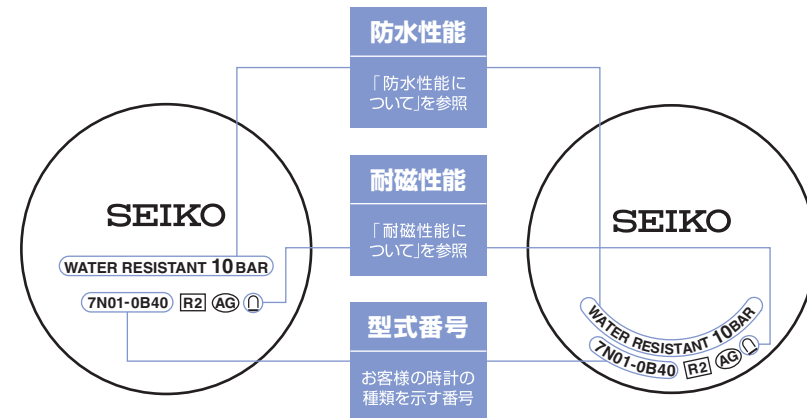 防水性能
「防水性能に
ついて」を参照
耐磁性能
「耐磁性能に
ついて」を参照
型式番号
お客様の時計の
種類を示す番号
SEIKO
WATER RESISTANT 10 BAR
7N01-0B40 R2 AG
SEIKO
WATER RESISTANT 10BAR
7N01-0B40 R2 AG